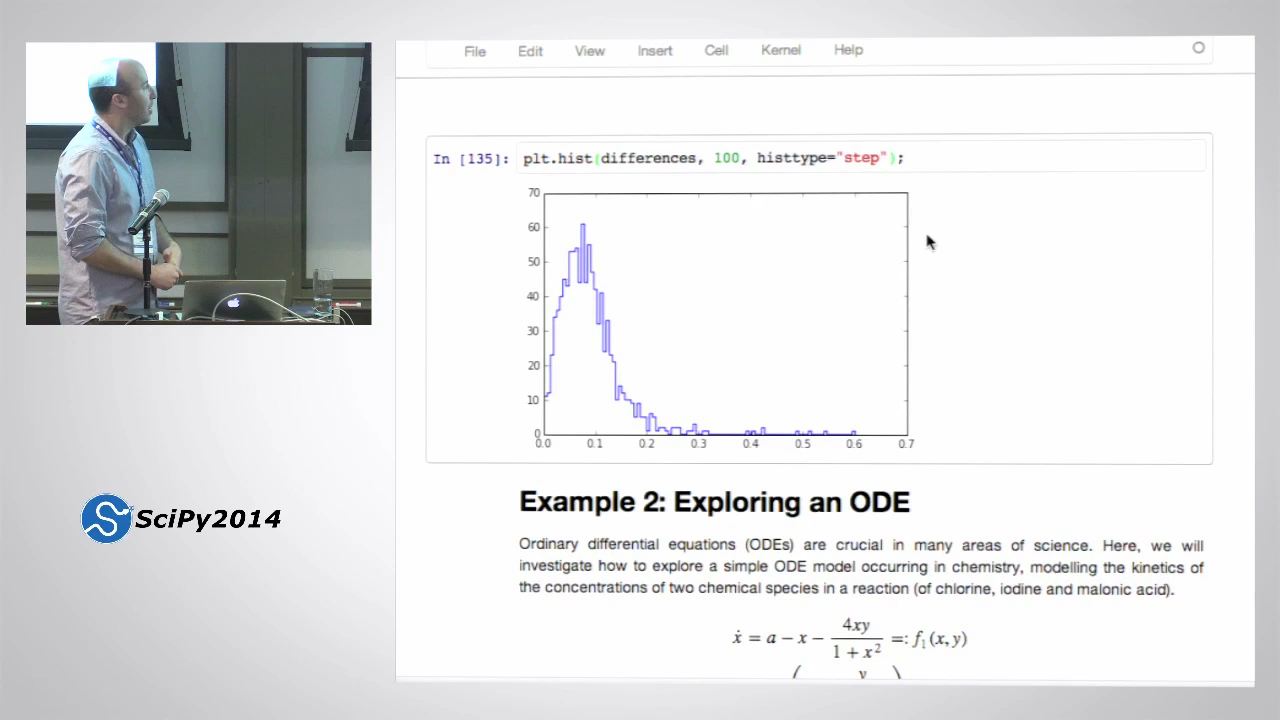 File Edit View Insert Cell Kernel Help
In [135]: plt.hist(differences, 100, histtype="step");
70
60
50
40
30
20
10
0
0.0 0.1 0.2 0.3 0.4 0.5 0.6 0.7
Example 2: Exploring an ODE
Ordinary differential equations (ODEs) are crucial in many areas of science. Here, we will
investigate how to explore a simple ODE model occurring in chemistry, modelling the kinetics of
the concentrations of two chemical species in a reaction (of chlorine, iodine and malonic acid).
ẋ = a − x − 4xy / 1 + x² =: f₁(x, y)
SciPy2014